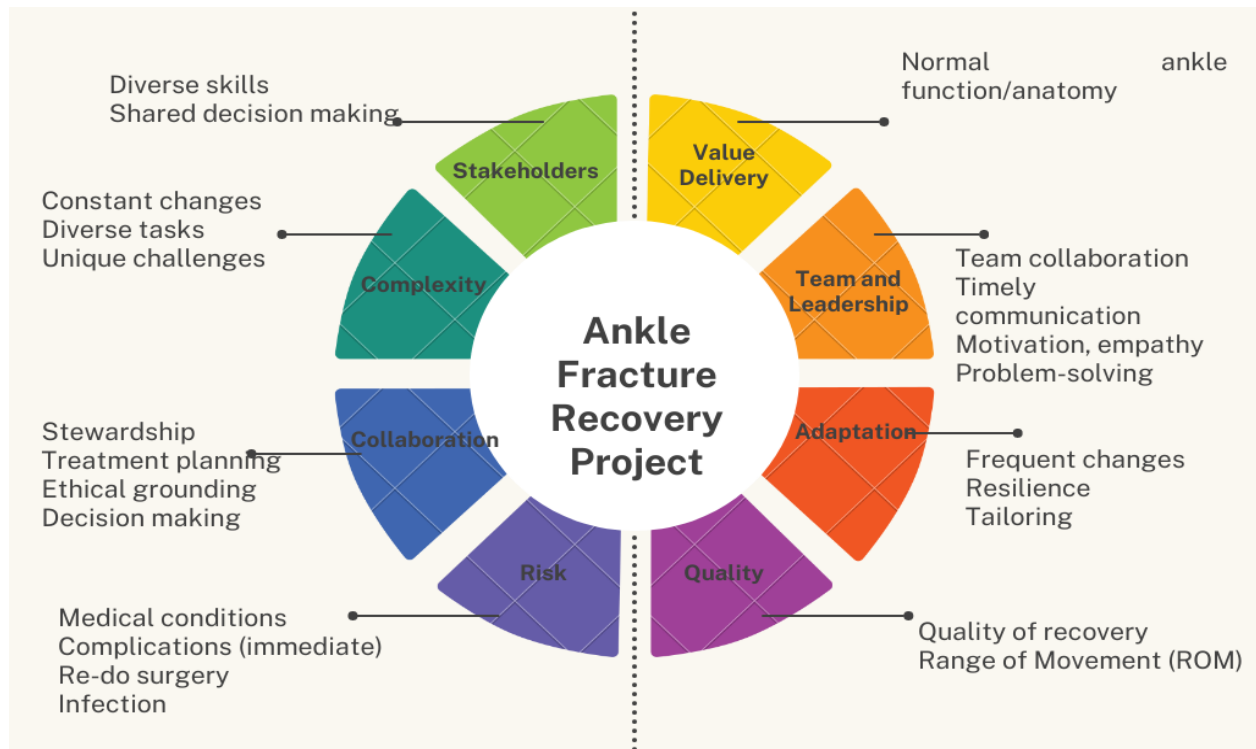 Diverse skills
Shared decision making
Stakeholders
Normal ankle
function/anatomy
Value
Delivery
Constant changes
Diverse tasks
Unique challenges
Complexity
Team and
Leadership
Team collaboration
Timely
communication
Motivation, empathy
Problem-solving
Ankle
Fracture
Recovery
Project
Stewardship
Treatment planning
Ethical grounding
Decision making
Collaboration
Adaptation
Frequent changes
Resilience
Tailoring
Risk
Medical conditions
Complications (immediate)
Re-do surgery
Infection
Quality
Quality of recovery
Range of Movement (ROM)